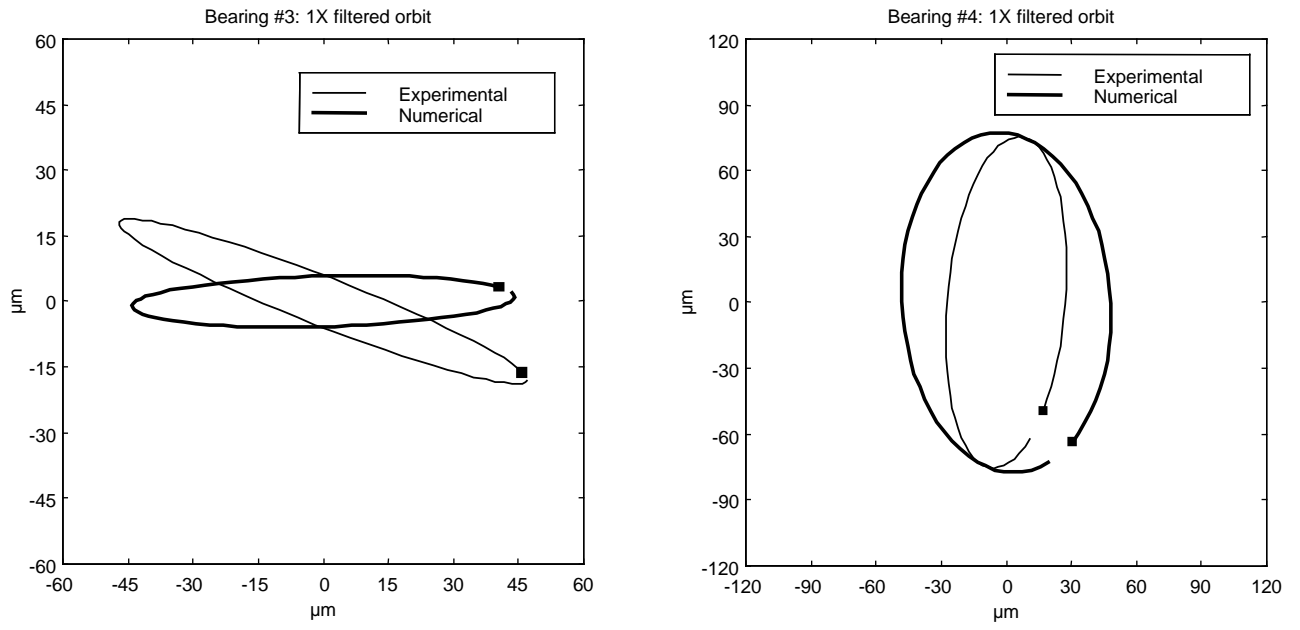 Bearing #3: 1X filtered orbit
60
45
30
15
0
-15
-30
-45
-60
µm
-60 -45 -30 -15 0 15 30 45 60
µm
Experimental
Numerical
Bearing #4: 1X filtered orbit
120
90
60
30
0
-30
-60
-90
-120
µm
-120 -90 -60 -30 0 30 60 90 120
µm
Experimental
Numerical